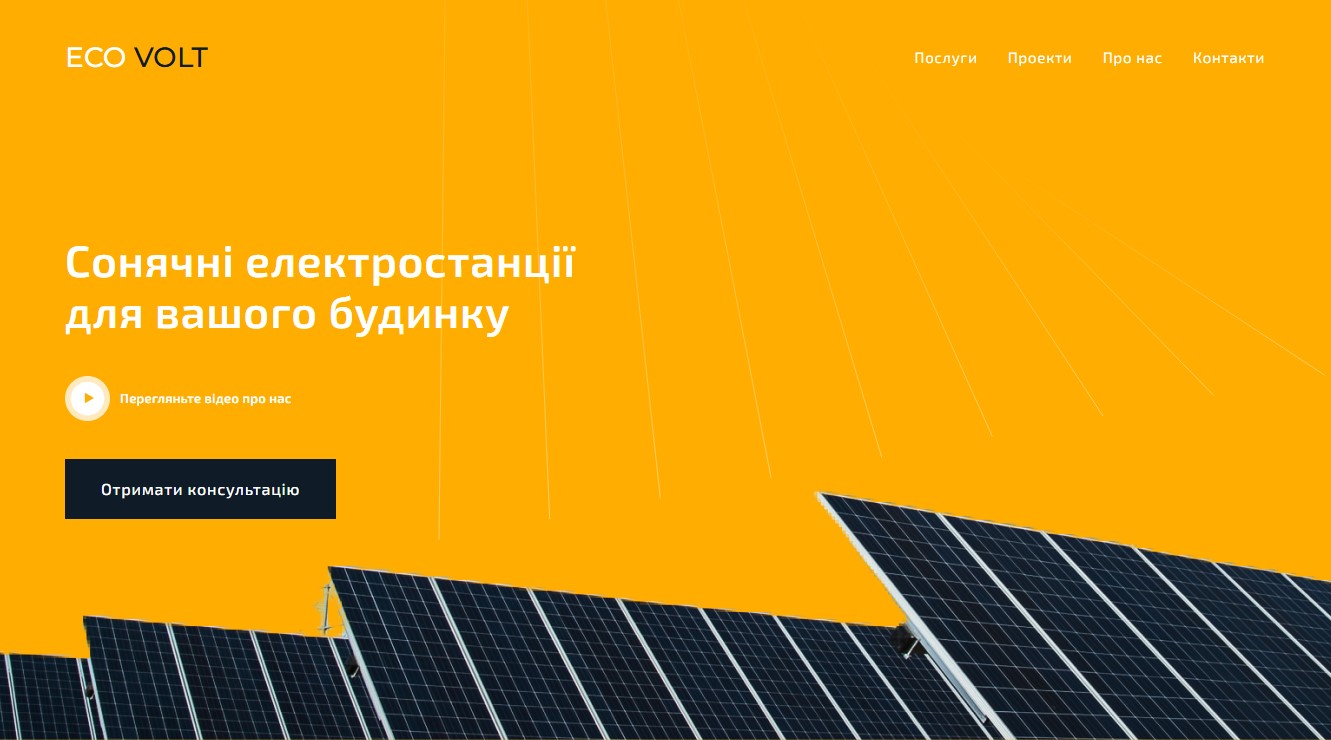 ECO VOLT
Послуги Проекти Про нас Контакти
Сонячні електростанції
для вашого будинку
Перегляньте відео про нас
Отримати консультацію